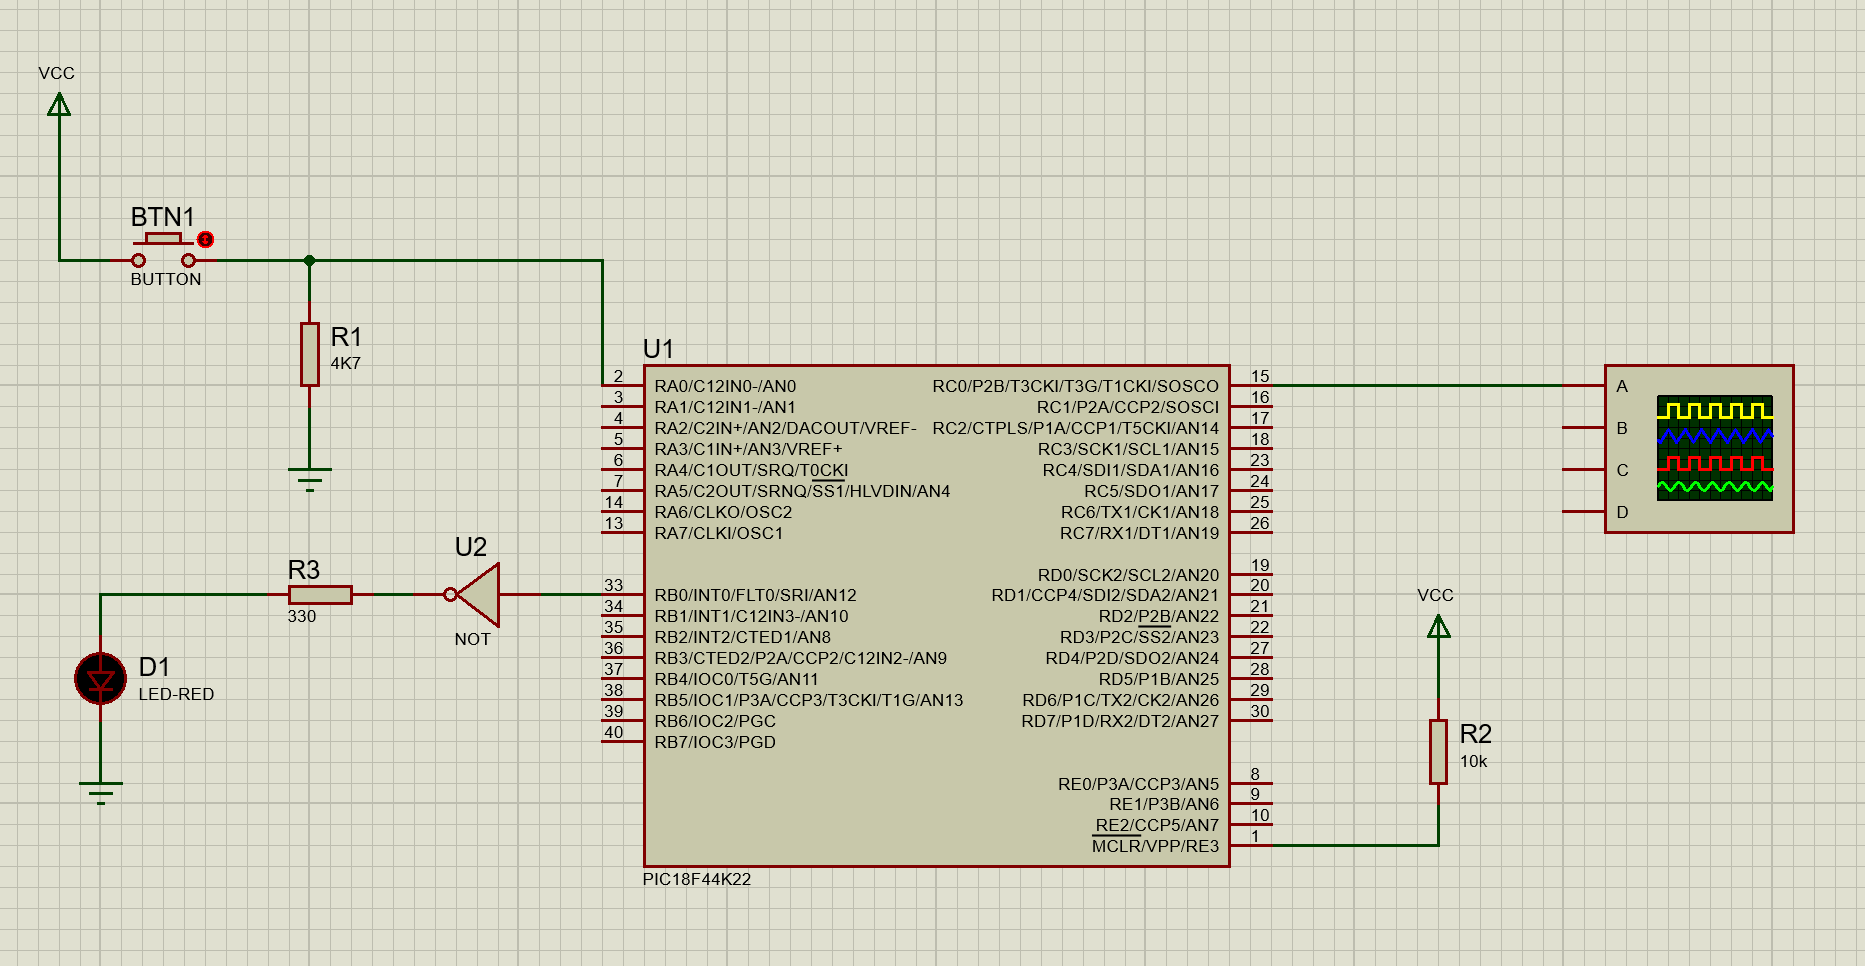 VCC
BTN1
BUTTON
R1
4K7
U1
2 RA0/C12IN0-/AN0
3 RA1/C12IN1-/AN1
4 RA2/C2IN+/AN2/DACOUT/VREF-
5 RA3/C1IN+/AN3/VREF+
6 RA4/C1OUT/SRQ/T0CKI
7 RA5/C2OUT/SRNQ/SS1/HLVDIN/AN4
14 RA6/CLKO/OSC2
13 RA7/CLKI/OSC1
33 RB0/INT0/FLT0/SRI/AN12
34 RB1/INT1/C12IN3-/AN10
35 RB2/INT2/CTED1/AN8
36 RB3/CTED2/P2A/CCP2/C12IN2-/AN9
37 RB4/IOC0/T5G/AN11
38 RB5/IOC1/P3A/CCP3/T3CKI/T1G/AN13
39 RB6/IOC2/PGC
40 RB7/IOC3/PGD
RC0/P2B/T3CKI/T3G/T1CKI/SOSCO 15
RC1/P2A/CCP2/SOSCI 16
RC2/CTPLS/P1A/CCP1/T5CKI/AN14 17
RC3/SCK1/SCL1/AN15 18
RC4/SDI1/SDA1/AN16 23
RC5/SDO1/AN17 24
RC6/TX1/CK1/AN18 25
RC7/RX1/DT1/AN19 26
RD0/SCK2/SCL2/AN20 19
RD1/CCP4/SDI2/SDA2/AN21 20
RD2/P2B/AN22 21
RD3/P2C/SS2/AN23 22
RD4/P2D/SDO2/AN24 27
RD5/P1B/AN25 28
RD6/P1C/TX2/CK2/AN26 29
RD7/P1D/RX2/DT2/AN27 30
RE0/P3A/CCP3/AN5 8
RE1/P3B/AN6 9
RE2/CCP5/AN7 10
MCLR/VPP/RE3 1
PIC18F44K22
U2
NOT
R3
330
D1
LED-RED
A
B
C
D
VCC
R2
10k